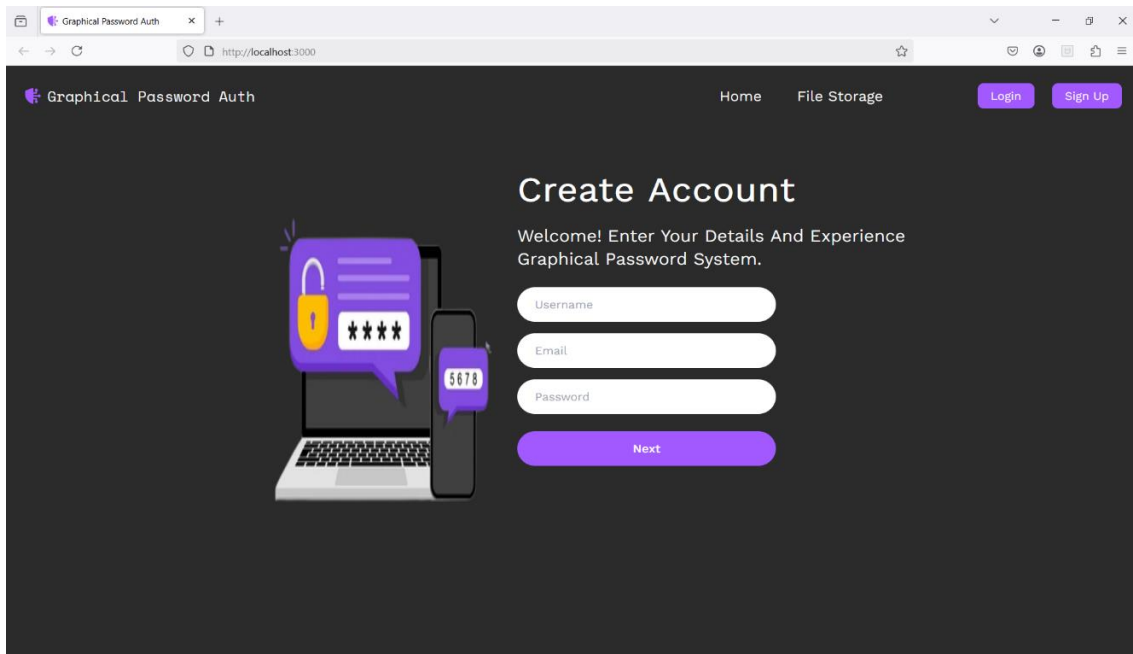 Graphical Password Auth
http://localhost:3000
Graphical Password Auth
Home
File Storage
Login
Sign Up
Create Account
Welcome! Enter Your Details And Experience
Graphical Password System.
Username
Email
Password
Next
****
5678